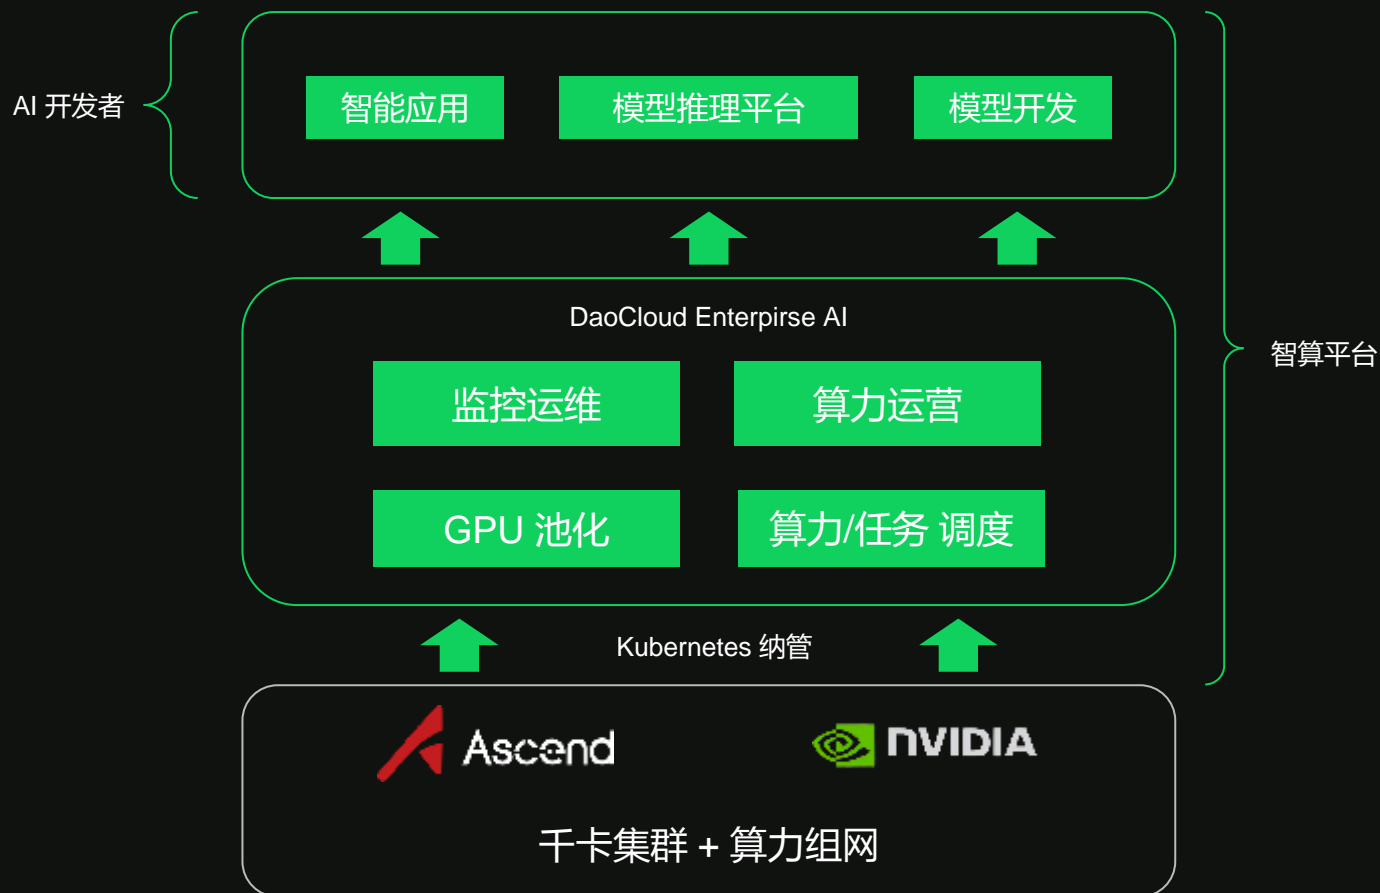 AI 开发者
智能应用
模型推理平台
模型开发
DaoCloud Enterpirse AI
监控运维
算力运营
GPU 池化
算力/任务 调度
智算平台
Kubernetes 纳管
Ascend
NVIDIA
千卡集群 + 算力组网